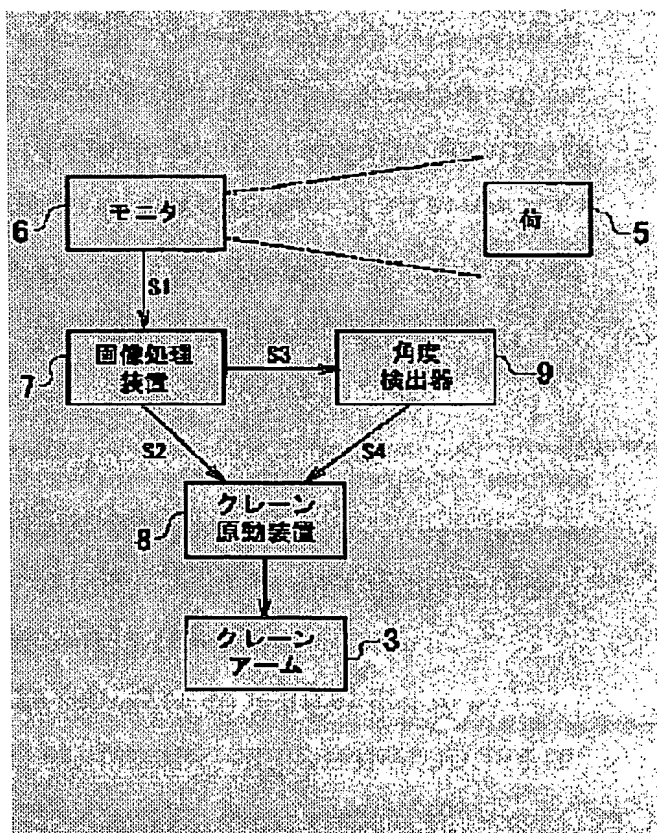 モニタ
6
荷
5
S1
画像処理
装置
7
S3
角度
検出器
9
S2
S4
クレーン
原動装置
8
クレーン
アーム
3